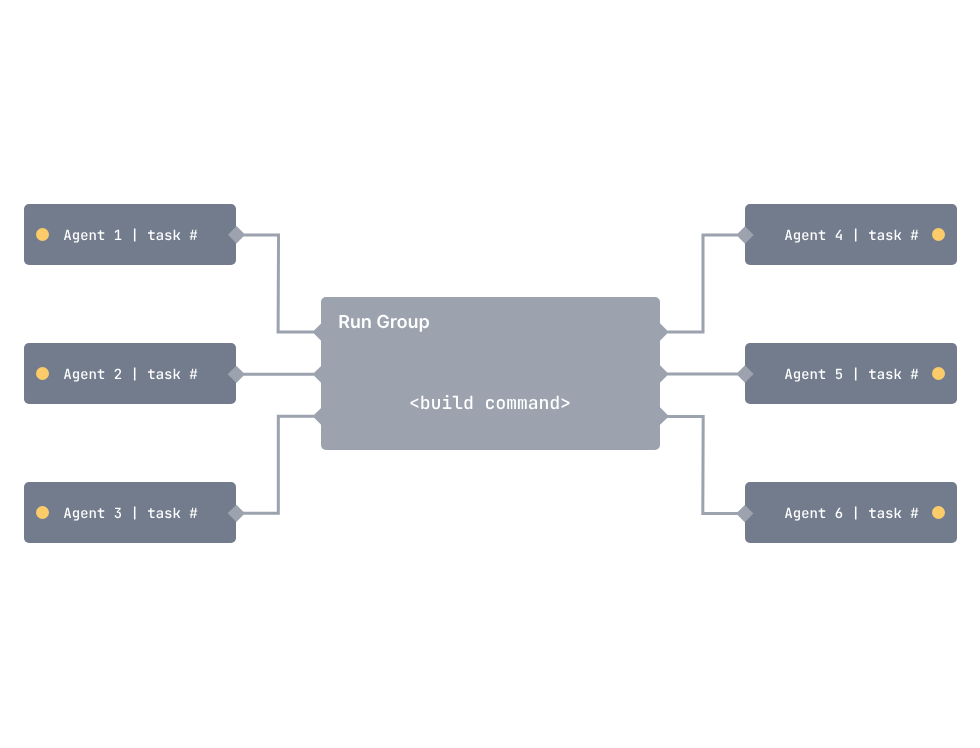 Agent 1 | task #
Agent 2 | task #
Agent 3 | task #
Run Group
<build command>
Agent 4 | task #
Agent 5 | task #
Agent 6 | task #